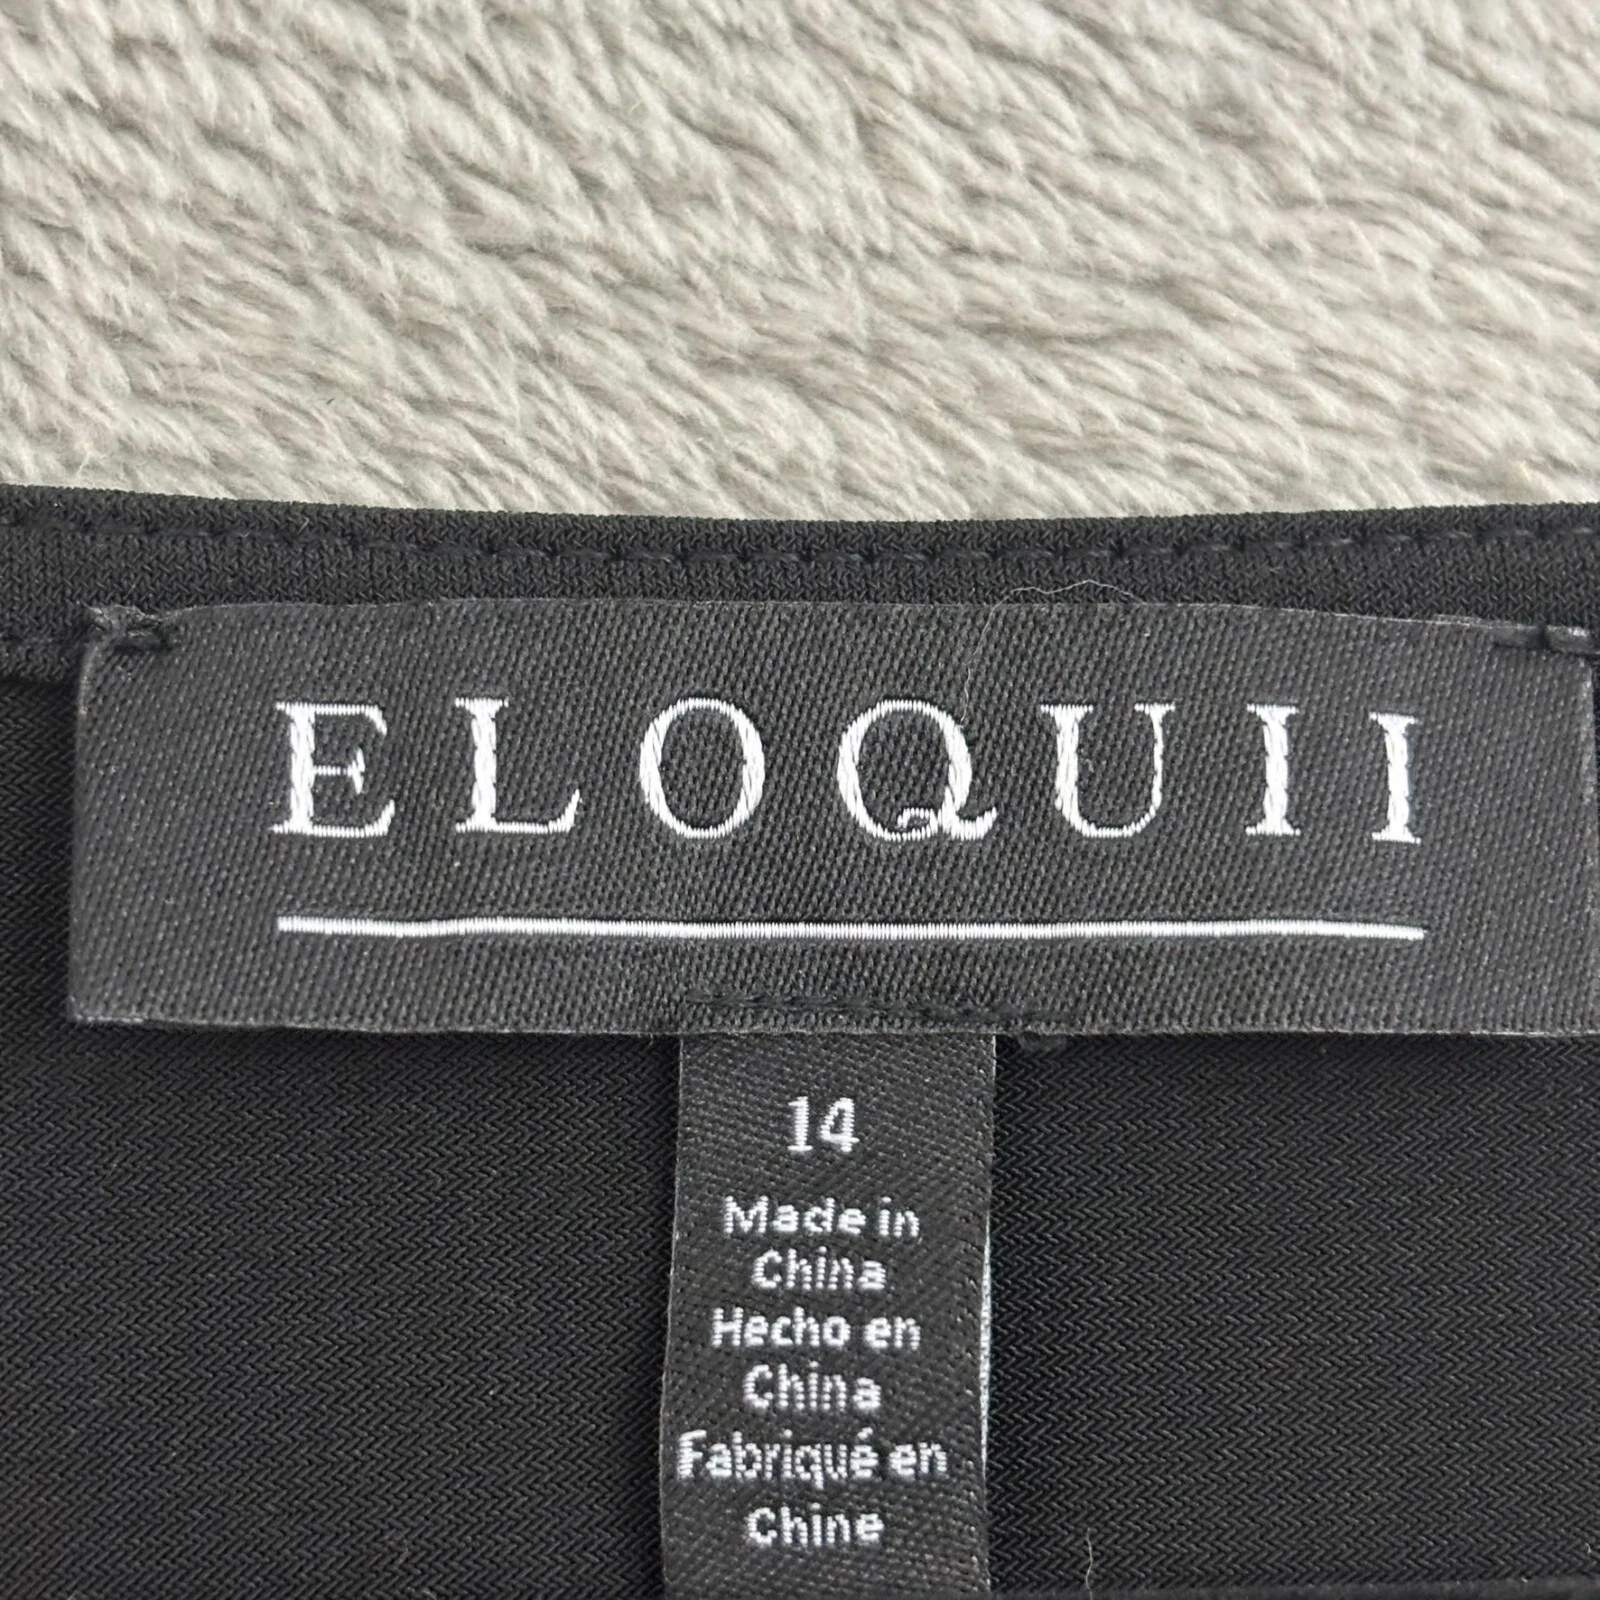 ELOQUII
14
Made in
China
Hecho en
China
Fabriqué en
Chine